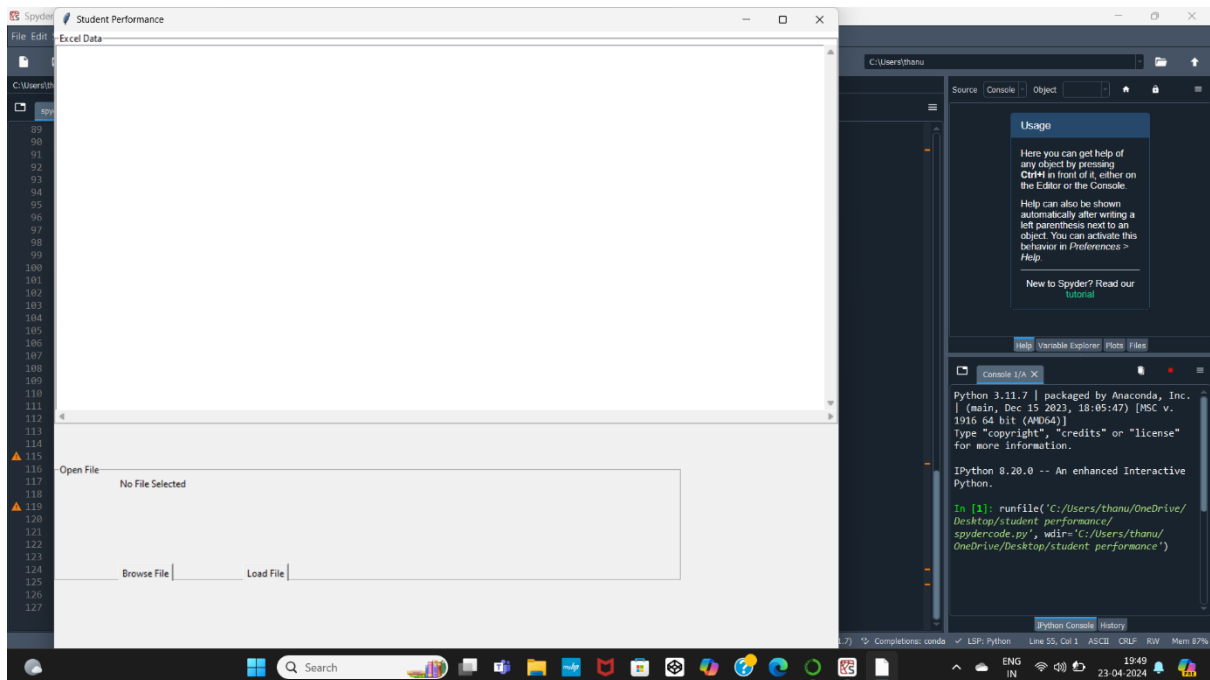 Spyder
Student Performance
File Edit
Excel Data
C:\Users\thanu
C:\Users\th
Source Console Object
spy
89
90
91
92
93
94
95
96
97
98
99
100
101
102
103
104
105
106
107
108
109
110
111
112
113
114
115
116
117
118
119
120
121
122
123
124
125
126
127
Open File
No File Selected
Browse File
Load File
Usage
Here you can get help of
any object by pressing
Ctrl+I in front of it, either on
the Editor or the Console.
Help can also be shown
automatically after writing a
left parenthesis next to an
object. You can activate this
behavior in Preferences >
Help.
New to Spyder? Read our
tutorial
Help Variable Explorer Plots Files
Console 1/A
Python 3.11.7 | packaged by Anaconda, Inc.
| (main, Dec 15 2023, 18:05:47) [MSC v.
1916 64 bit (AMD64)]
Type "copyright", "credits" or "license"
for more information.
IPython 8.20.0 -- An enhanced Interactive
Python.
In [1]: runfile('C:/Users/thanu/OneDrive/
Desktop/student performance/
spydercode.py', wdir='C:/Users/thanu/
OneDrive/Desktop/student performance')
IPython Console History
1.7) Completions: conda LSP: Python Line 55, Col 1 ASCII CRLF RW Mem 87%
Search
ENG
IN
19:49
23-04-2024